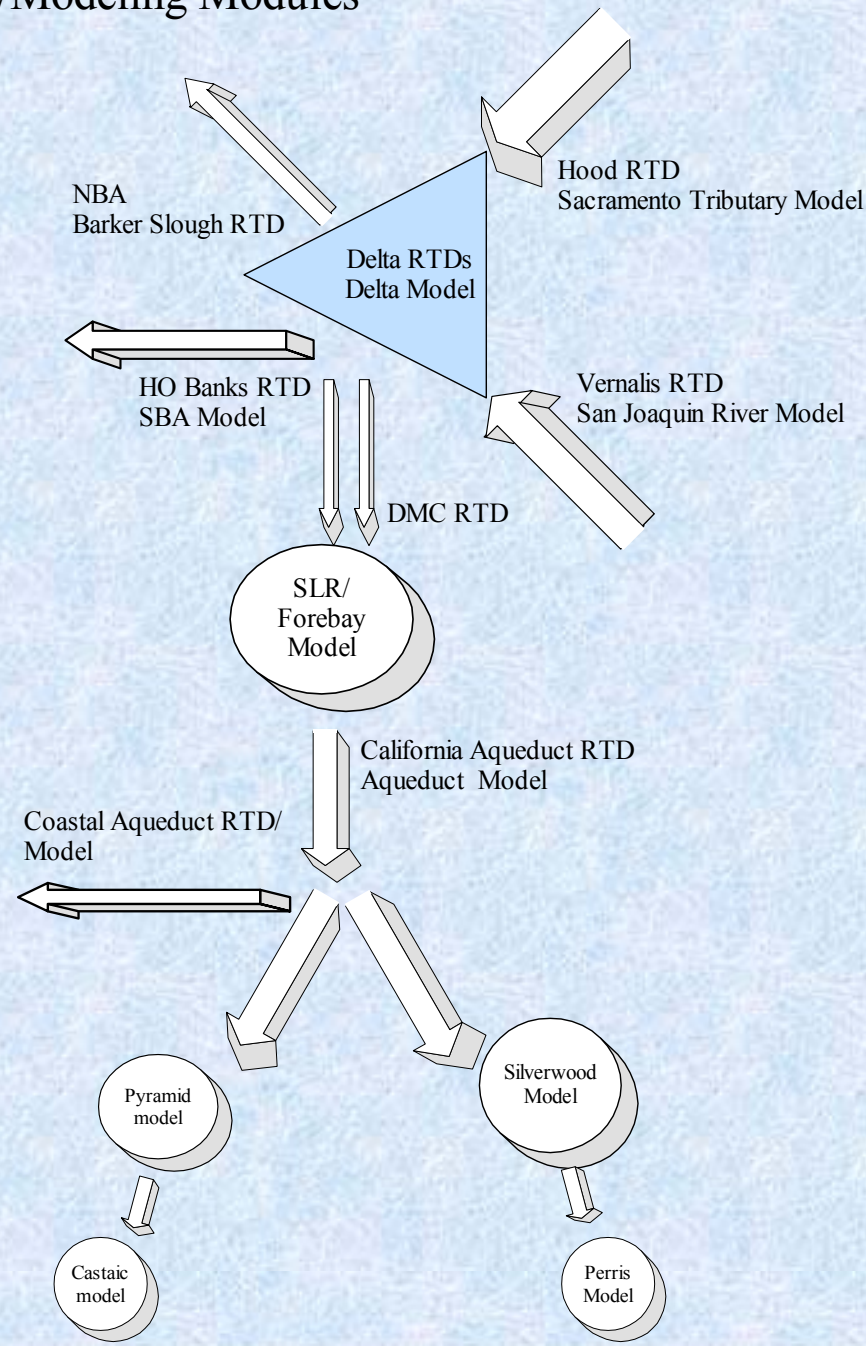 Modeling Modules
Hood RTD
Sacramento Tributary Model
NBA
Barker Slough RTD
Delta RTDs
Delta Model
HO Banks RTD
SBA Model
Vernalis RTD
San Joaquin River Model
DMC RTD
SLR/
Forebay
Model
California Aqueduct RTD
Aqueduct Model
Coastal Aqueduct RTD/
Model
Pyramid
model
Silverwood
Model
Castaic
model
Perris
Model